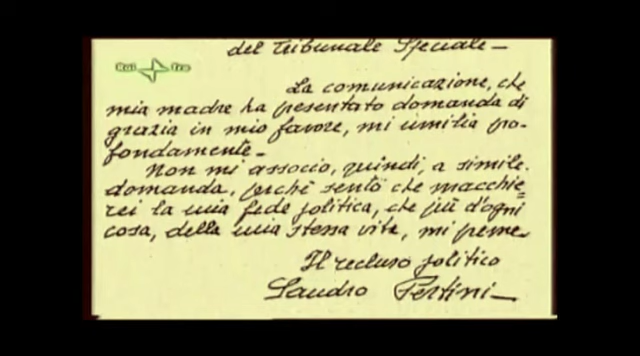 del Tribunale Speciale—
Rai Tre
La comunicazione, che
mia madre ha presentato domanda di
grazia in mio favore, mi umilia pro-
fondamente—
Non mi associo, quindi, a simile
domanda, perchè sento che macchie=
rei la mia fede politica, che più d'ogni
cosa, della mia stessa vita, mi preme
Il recluso politico
Sandro Pertini—